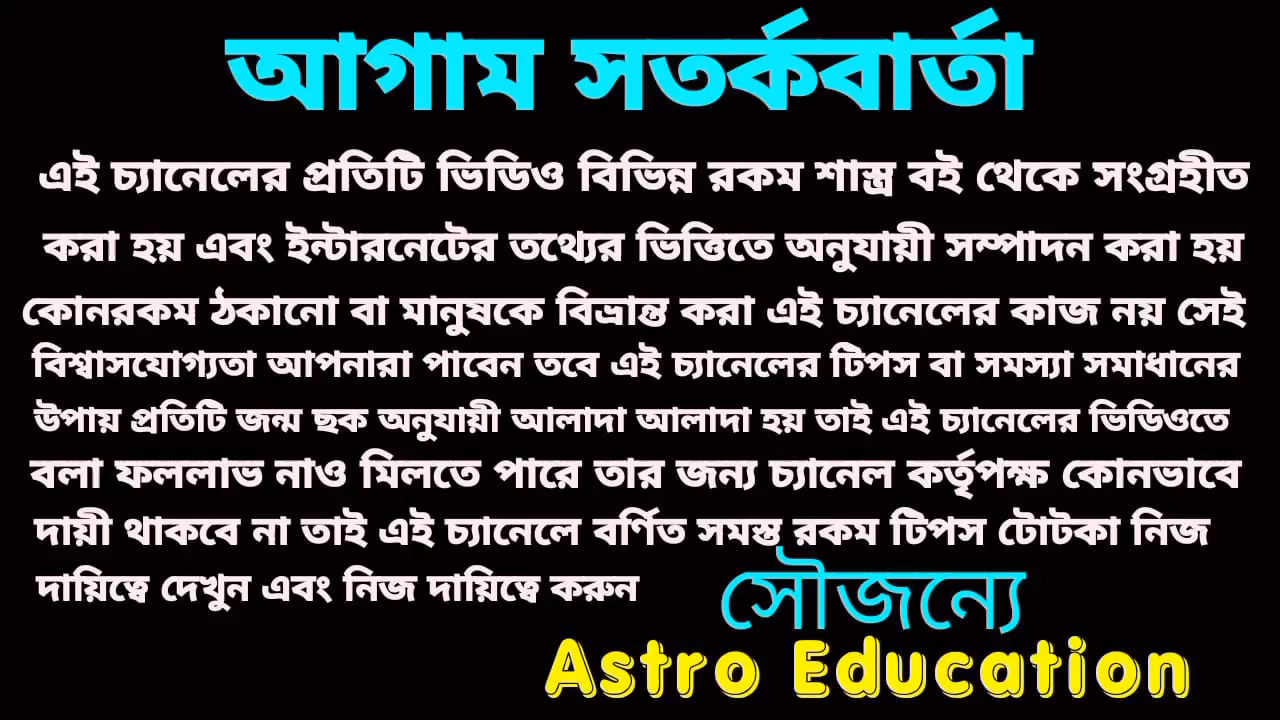 আগাম সতর্কবার্তা
এই চ্যানেলের প্রতিটি ভিডিও বিভিন্ন রকম শাস্ত্র বই থেকে সংগ্রহীত
করা হয় এবং ইন্টারনেটের তথ্যের ভিত্তিতে অনুযায়ী সম্পাদন করা হয়
কোনরকম ঠকানো বা মানুষকে বিভ্রান্ত করা এই চ্যানেলের কাজ নয় সেই
বিশ্বাসযোগ্যতা আপনারা পাবেন তবে এই চ্যানেলের টিপস বা সমস্যা সমাধানের
উপায় প্রতিটি জন্ম ছক অনুযায়ী আলাদা আলাদা হয় তাই এই চ্যানেলের ভিডিওতে
বলা ফললাভ নাও মিলতে পারে তার জন্য চ্যানেল কর্তৃপক্ষ কোনভাবে
দায়ী থাকবে না তাই এই চ্যানেলে বর্ণিত সমস্ত রকম টিপস টোটকা নিজ
দায়িত্বে দেখুন এবং নিজ দায়িত্বে করুন
সৌজন্যে
Astro Education